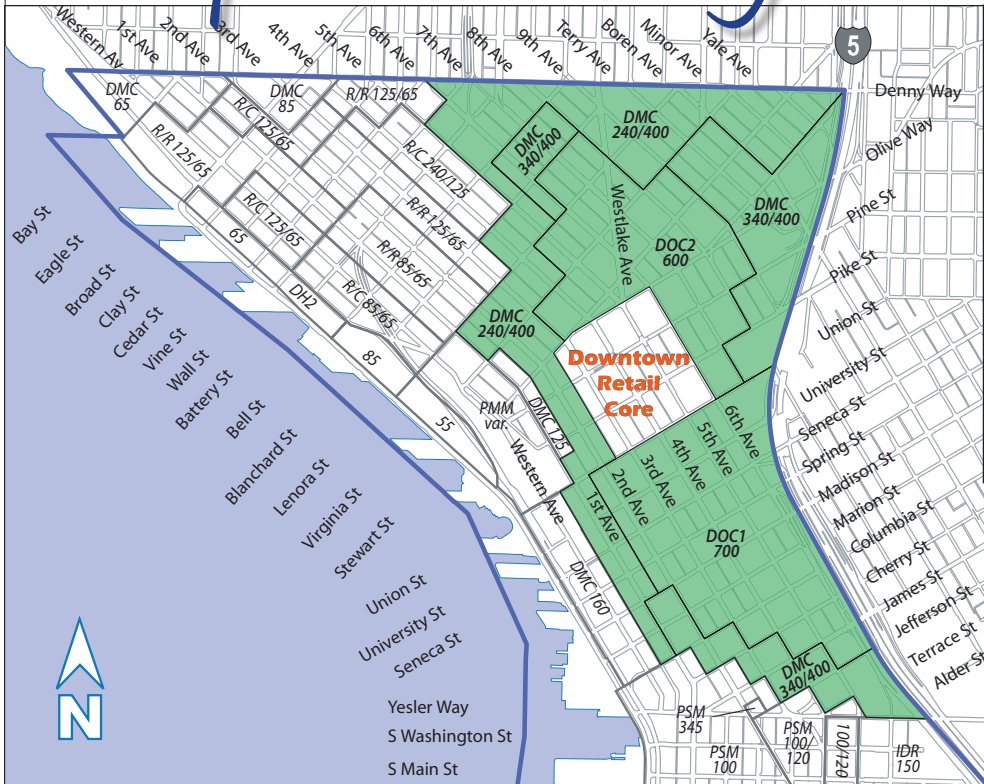 Western Av
1st Ave
2nd Ave
3rd Ave
4th Ave
5th Ave
6th Ave
7th Ave
8th Ave
9th Ave
Terry Ave
Boren Ave
Minor Ave
Yale Ave
5
Denny Way
Olive Way
Pine St
Pike St
Union St
University St
Seneca St
Spring St
Madison St
Marion St
Columbia St
Cherry St
James St
Jefferson St
Terrace St
Alder St
DMC
65
DMC
85
R/R 125/65
R/C 125/65
R/R 125/65
R/C 240/125
DMC
340/400
DMC
240/400
DMC
340/400
R/C 125/65
R/R 125/65
Westlake Ave
DOC2
600
65
R/R 85/65
DH2
R/C 85/65
DMC
240/400
85
Downtown
Retail
Core
55
PMM
var.
DMC 125
Western Ave
1st Ave
2nd Ave
3rd Ave
4th Ave
5th Ave
6th Ave
DOC1
700
DMC 160
DMC
340/400
PSM
345
PSM
100
PSM
100/
120
100/120
IDR
150
Bay St
Eagle St
Broad St
Clay St
Cedar St
Vine St
Wall St
Battery St
Bell St
Blanchard St
Lenora St
Virginia St
Stewart St
Union St
University St
Seneca St
Yesler Way
S Washington St
S Main St
N